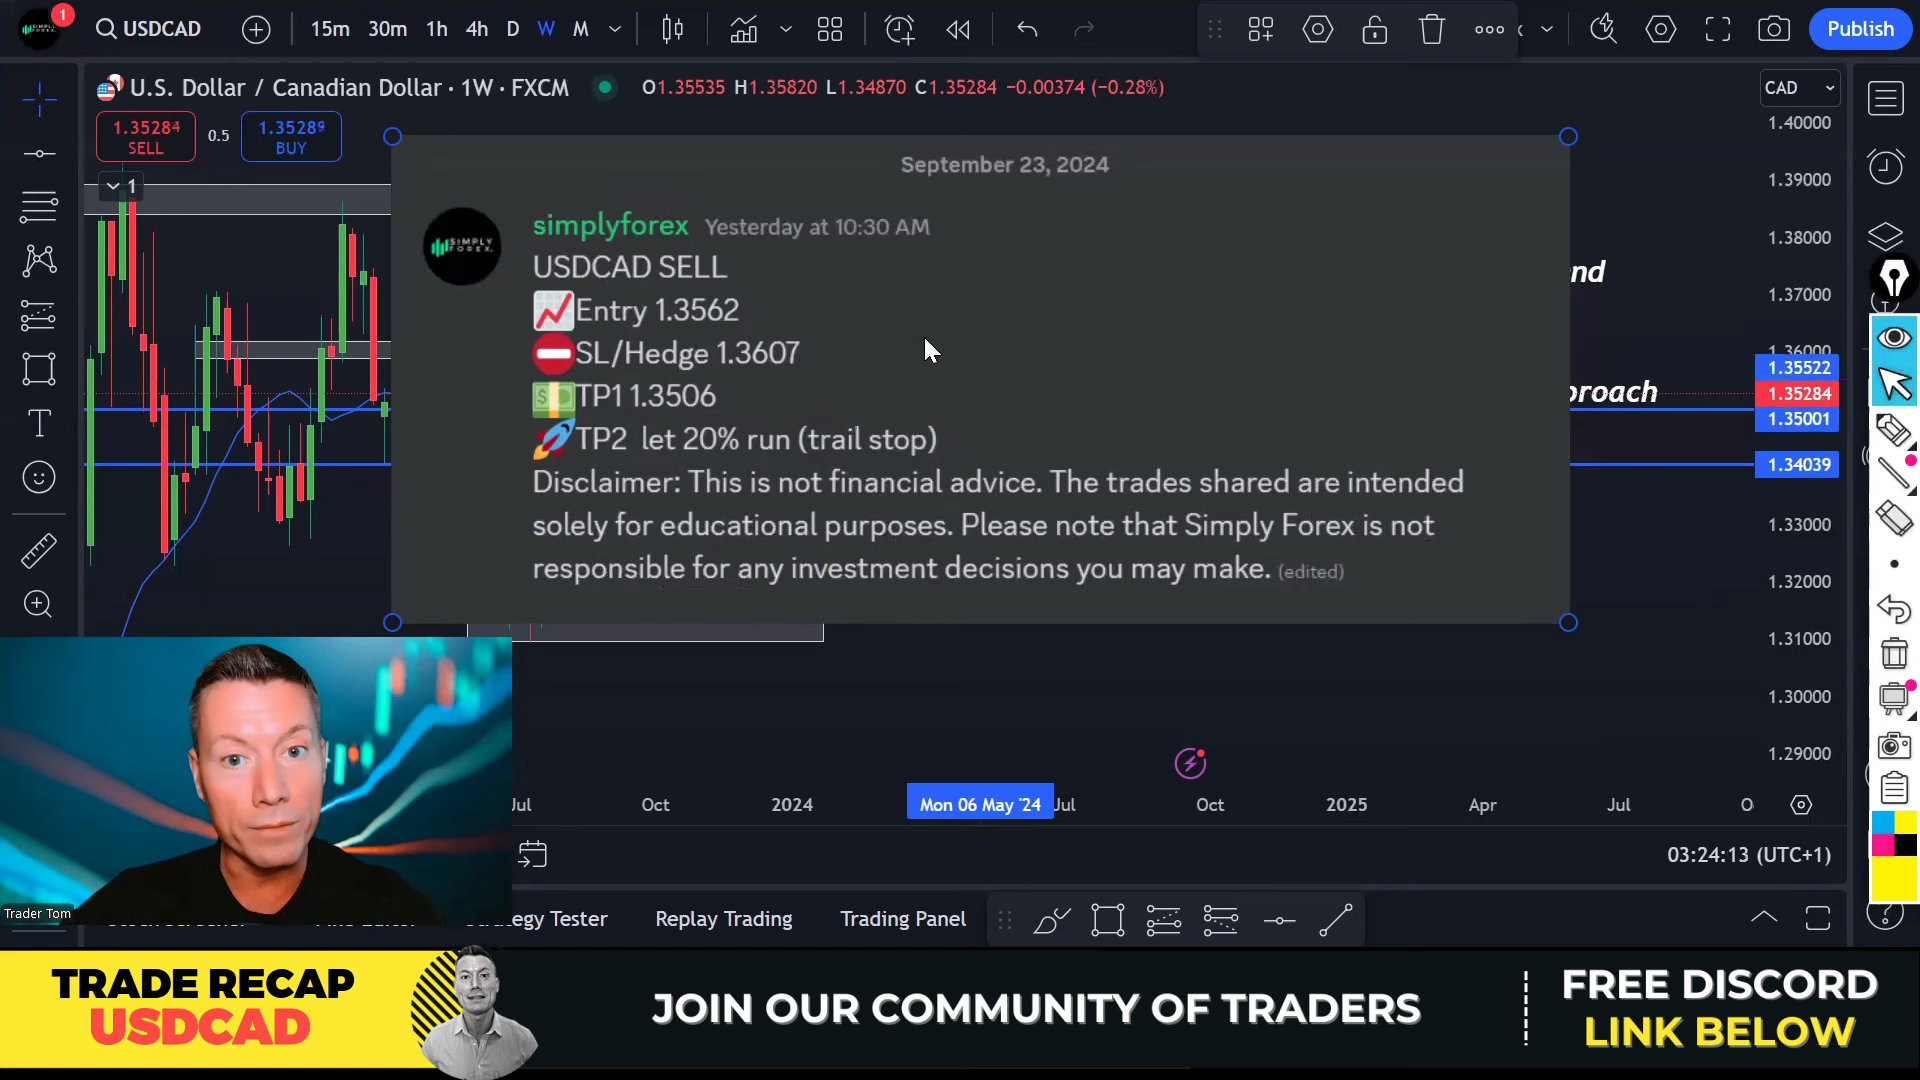 1
USDCAD
15m 30m 1h 4h D W M
Publish
U.S. Dollar / Canadian Dollar · 1W · FXCM
O1.35535 H1.35820 L1.34870 C1.35284 −0.00374 (−0.28%)
CAD
1.35284
SELL
0.5
1.35289
BUY
1
September 23, 2024
SIMPLY FOREX.
simplyforex Yesterday at 10:30 AM
USDCAD SELL
Entry 1.3562
SL/Hedge 1.3607
TP1 1.3506
TP2 let 20% run (trail stop)
Disclaimer: This is not financial advice. The trades shared are intended
solely for educational purposes. Please note that Simply Forex is not
responsible for any investment decisions you may make. (edited)
1.40000
1.39000
1.38000
1.37000
1.36000
1.35522
1.35284
1.35001
1.34039
1.33000
1.32000
1.31000
1.30000
1.29000
Jul Oct 2024 Mon 06 May '24 Jul Oct 2025 Apr Jul
03:24:13 (UTC+1)
Trader Tom
Tester Replay Trading Trading Panel
TRADE RECAP
USDCAD
JOIN OUR COMMUNITY OF TRADERS
FREE DISCORD
LINK BELOW